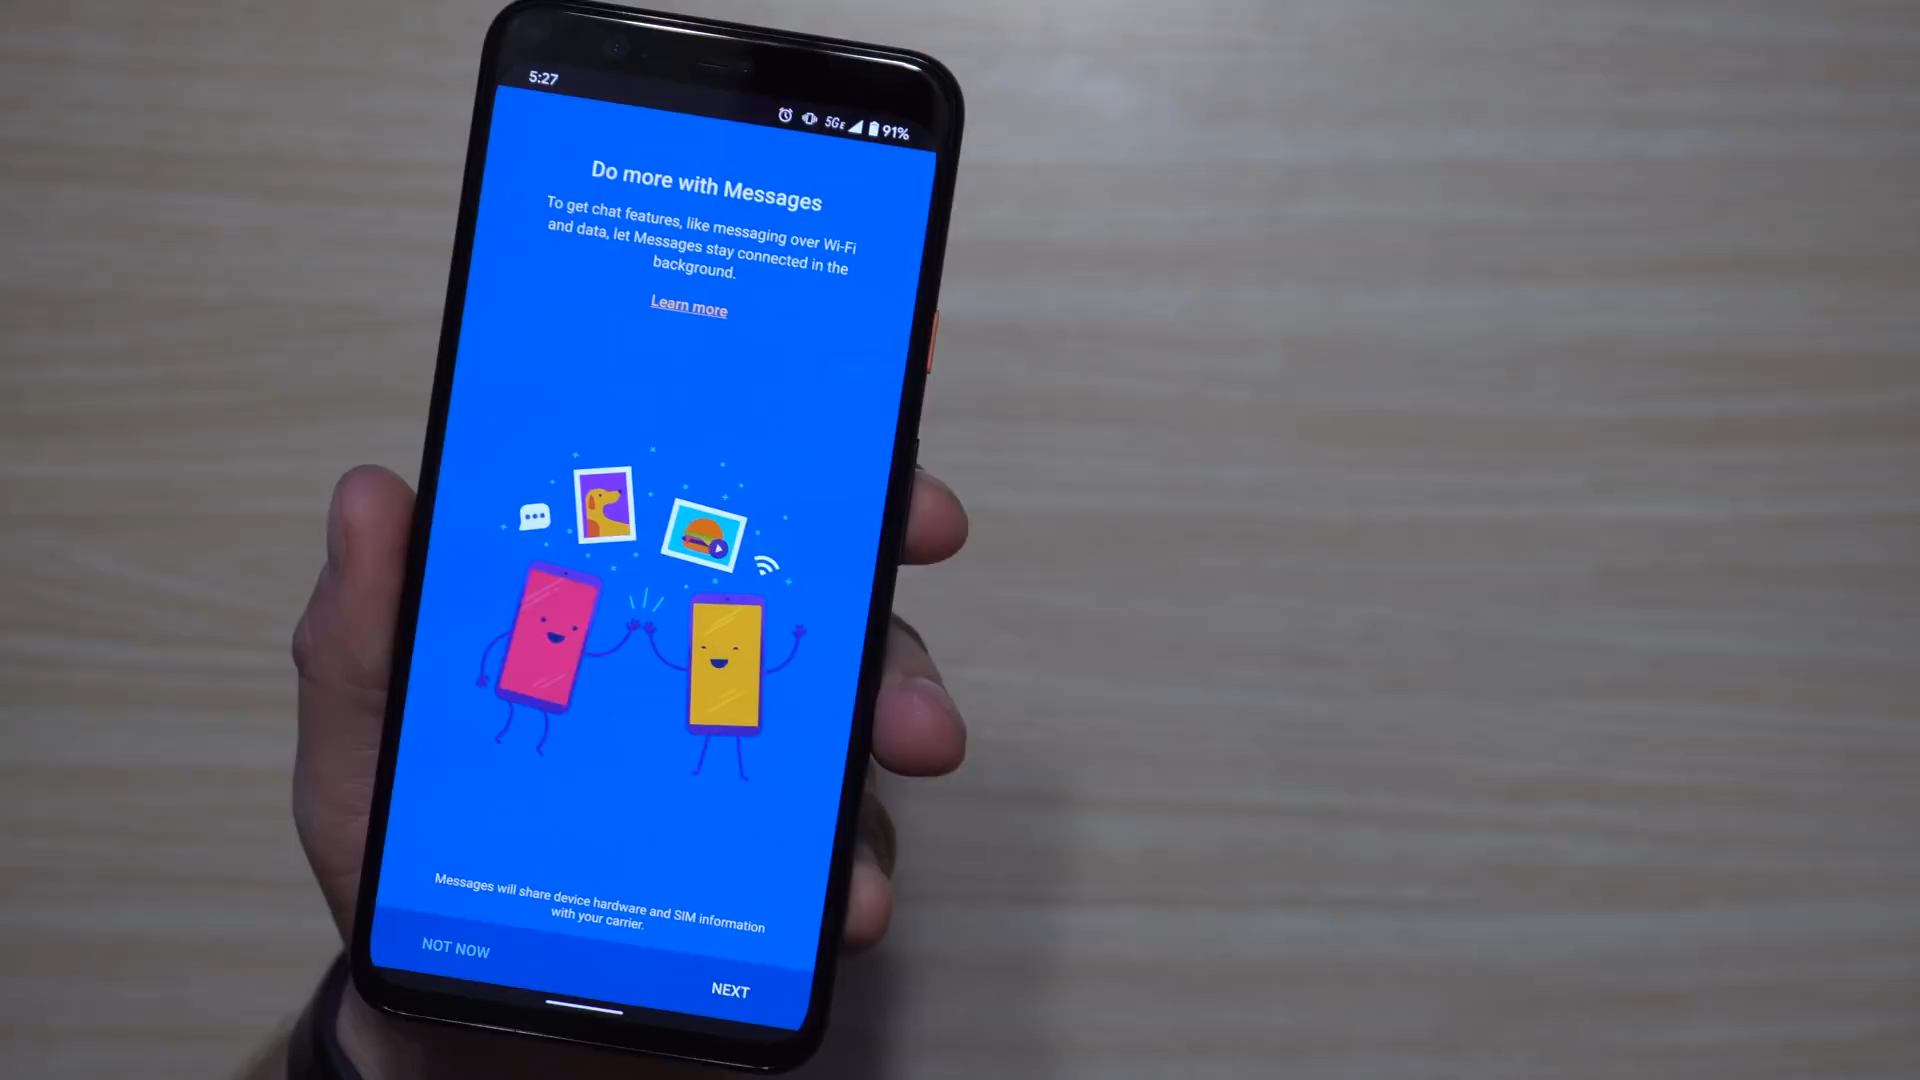 5:27
5GE 91%
Do more with Messages
To get chat features, like messaging over Wi-Fi
and data, let Messages stay connected in the
background.
Learn more
Messages will share device hardware and SIM information
with your carrier.
NOT NOW
NEXT